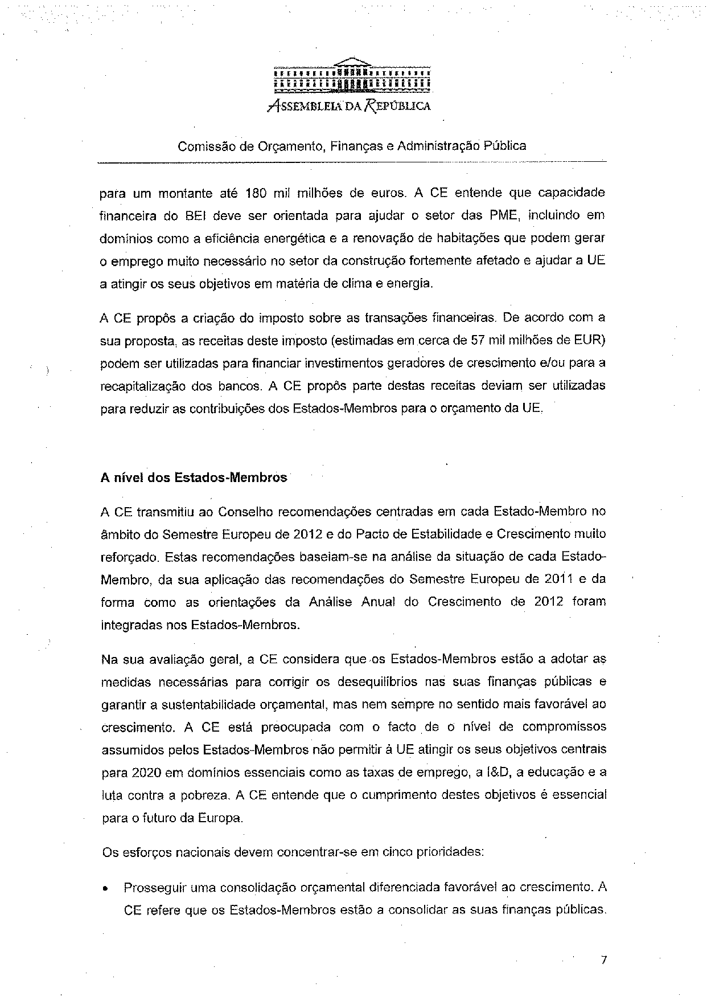 ASSEMBLEIA DA REPÚBLICA
Comissão de Orçamento, Finanças e Administração Pública
para um montante até 180 mil milhões de euros. A CE entende que capacidade
financeira do BEI deve ser orientada para ajudar o setor das PME, incluindo em
domínios como a eficiência energética e a renovação de habitações que podem gerar
o emprego muito necessário no setor da construção fortemente afetado e ajudar a UE
a atingir os seus objetivos em matéria de clima e energia.
A CE propôs a criação do imposto sobre as transações financeiras. De acordo com a
sua proposta, as receitas deste imposto (estimadas em cerca de 57 mil milhões de EUR)
podem ser utilizadas para financiar investimentos geradores de crescimento e/ou para a
recapitalização dos bancos. A CE propôs parte destas receitas deviam ser utilizadas
para reduzir as contribuições dos Estados-Membros para o orçamento da UE.
A nível dos Estados-Membros
A CE transmitiu ao Conselho recomendações centradas em cada Estado-Membro no
âmbito do Semestre Europeu de 2012 e do Pacto de Estabilidade e Crescimento muito
reforçado. Estas recomendações baseiam-se na análise da situação de cada Estado-
Membro, da sua aplicação das recomendações do Semestre Europeu de 2011 e da
forma como as orientações da Análise Anual do Crescimento de 2012 foram
integradas nos Estados-Membros.
Na sua avaliação geral, a CE considera que os Estados-Membros estão a adotar as
medidas necessárias para corrigir os desequilíbrios nas suas finanças públicas e
garantir a sustentabilidade orçamental, mas nem sempre no sentido mais favorável ao
crescimento. A CE está preocupada com o facto de o nível de compromissos
assumidos pelos Estados-Membros não permitir à UE atingir os seus objetivos centrais
para 2020 em domínios essenciais como as taxas de emprego, a I&D, a educação e a
luta contra a pobreza. A CE entende que o cumprimento destes objetivos é essencial
para o futuro da Europa.
Os esforços nacionais devem concentrar-se em cinco prioridades:
• Prosseguir uma consolidação orçamental diferenciada favorável ao crescimento. A
CE refere que os Estados-Membros estão a consolidar as suas finanças públicas.
7